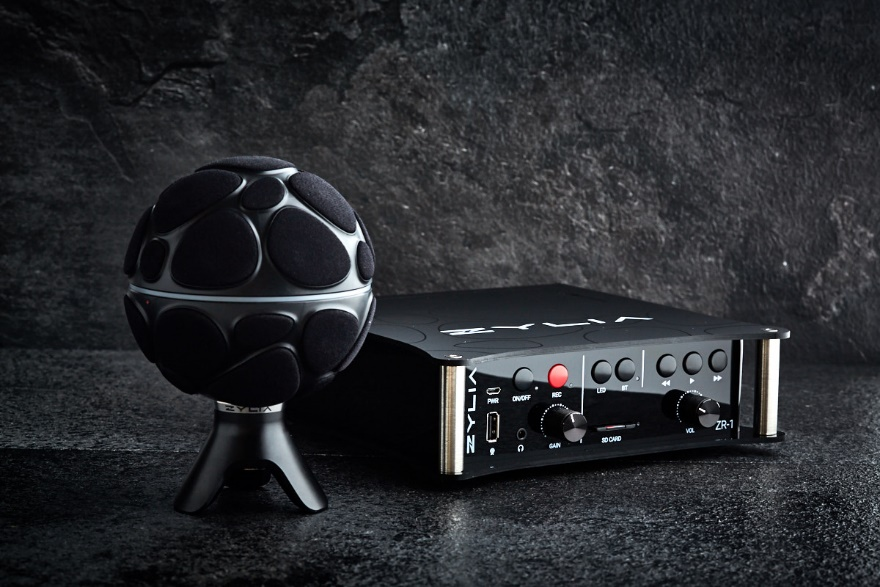 ZYLIA
ZYLIA
ZYLIA
PWR
ON/OFF
REC
LED
BT
GAIN
SD CARD
VOL
ZR-1